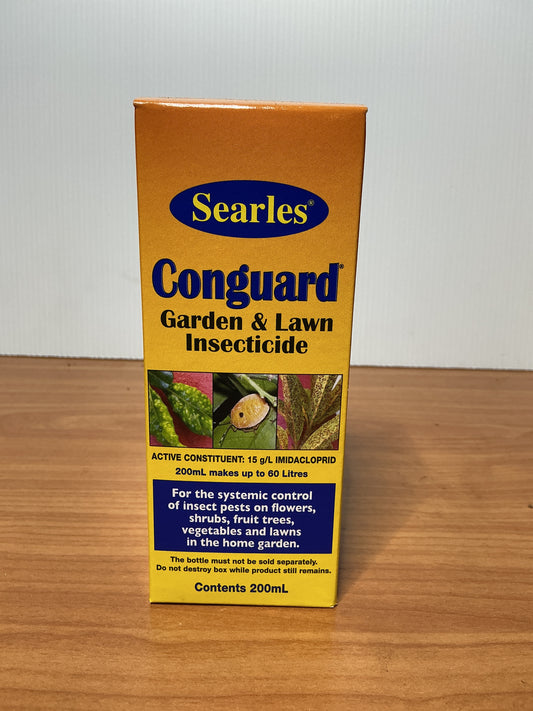 Searles®
Conguard®
Garden & Lawn
Insecticide
ACTIVE CONSTITUENT: 15 g/L IMIDACLOPRID
200mL makes up to 60 Litres
For the systemic control
of insect pests on flowers,
shrubs, fruit trees,
vegetables and lawns
in the home garden.
The bottle must not be sold separately.
Do not destroy box while product still remains.
Contents 200mL